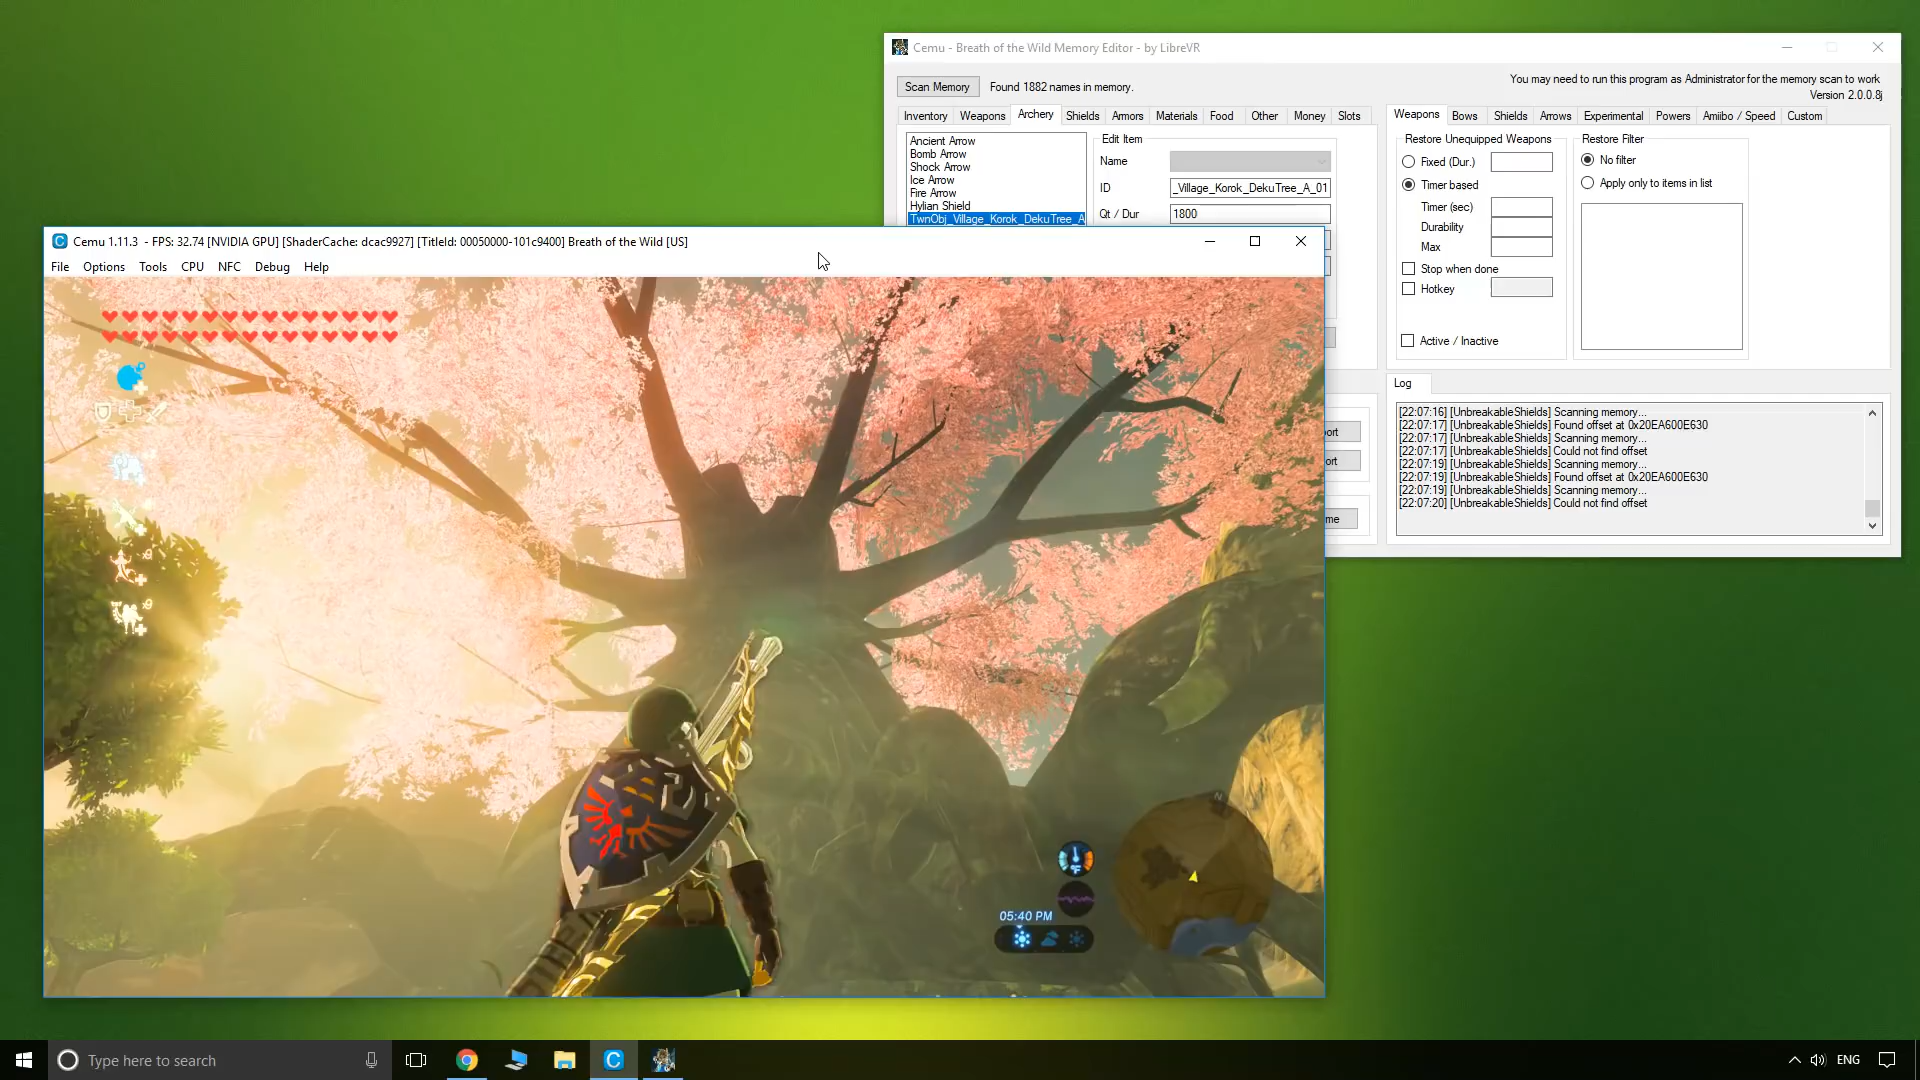 Cemu - Breath of the Wild Memory Editor - by LibreVR
Scan Memory
Found 1882 names in memory.
You may need to run this program as Administrator for the memory scan to work
Version 2.0.0.8j
Inventory
Weapons
Archery
Shields
Armors
Materials
Food
Other
Money
Slots
Ancient Arrow
Bomb Arrow
Shock Arrow
Ice Arrow
Fire Arrow
Hylian Shield
TwnObj_Village_Korok_DekuTree_A
Edit Item
Name
ID
_Village_Korok_DekuTree_A_01
Qt / Dur
1800
Weapons
Bows
Shields
Arrows
Experimental
Powers
Amiibo / Speed
Custom
Restore Unequipped Weapons
Fixed (Dur.)
Timer based
Timer (sec)
Durability
Max
Stop when done
Hotkey
Active / Inactive
Restore Filter
No filter
Apply only to items in list
ort
ort
me
Log
[22:07:16] [UnbreakableShields] Scanning memory...
[22:07:17] [UnbreakableShields] Found offset at 0x20EA600E630
[22:07:17] [UnbreakableShields] Scanning memory...
[22:07:17] [UnbreakableShields] Could not find offset
[22:07:19] [UnbreakableShields] Scanning memory...
[22:07:19] [UnbreakableShields] Found offset at 0x20EA600E630
[22:07:19] [UnbreakableShields] Scanning memory...
[22:07:20] [UnbreakableShields] Could not find offset
Cemu 1.11.3 - FPS: 32.74 [NVIDIA GPU] [ShaderCache: dcac9927] [TitleId: 00050000-101c9400] Breath of the Wild [US]
File
Options
Tools
CPU
NFC
Debug
Help
x9
x9
°F
N
05:40 PM
Type here to search
ENG